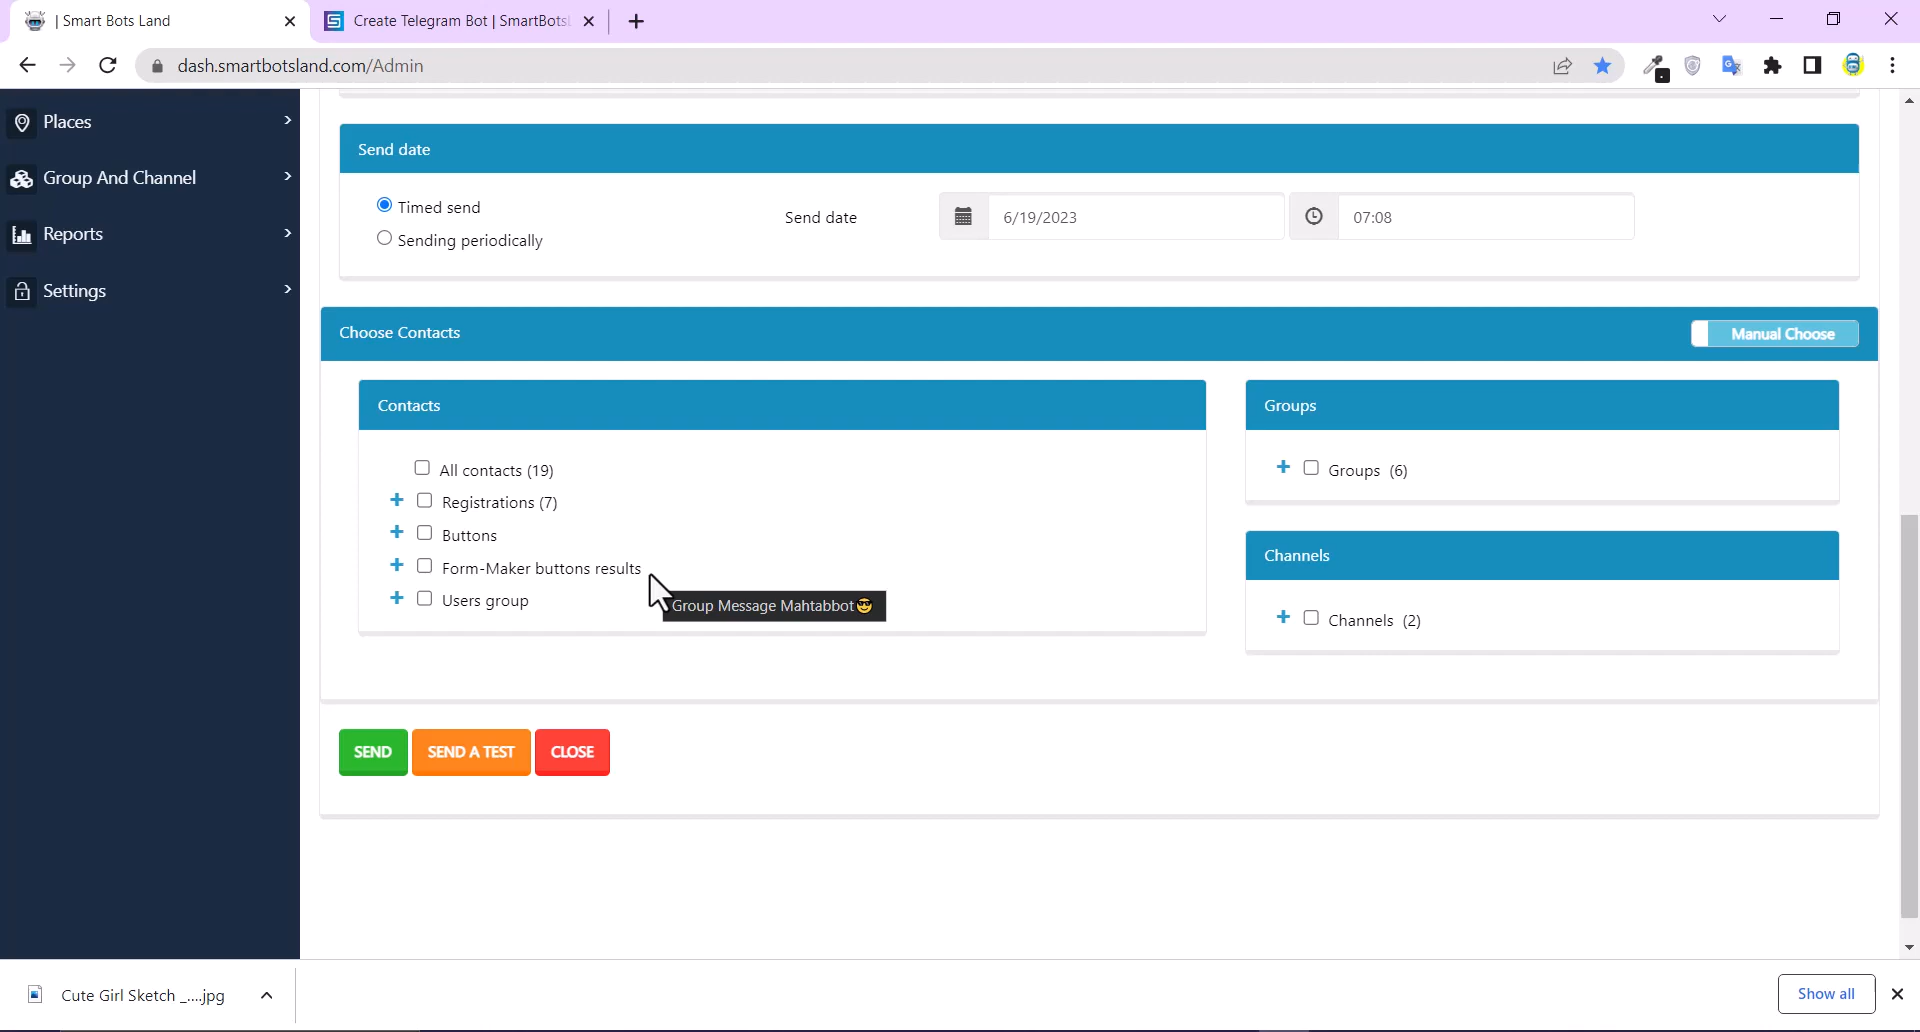 | Smart Bots Land
Create Telegram Bot | SmartBots
dash.smartbotsland.com/Admin
Places
Group And Channel
Reports
Settings
Send date
Timed send
Sending periodically
Send date
6/19/2023
07:08
Choose Contacts
Manual Choose
Contacts
All contacts (19)
Registrations (7)
Buttons
Form-Maker buttons results
Users group
Group Message Mahtabbot😎
Groups
Groups (6)
Channels
Channels (2)
SEND
SEND A TEST
CLOSE
Cute Girl Sketch _....jpg
Show all